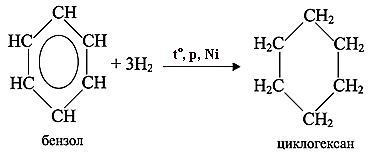 CH CH₂
HC CH H₂C CH₂
+ 3H₂ t°, p, Ni
HC CH H₂C CH₂
CH CH₂
бензол циклогексан